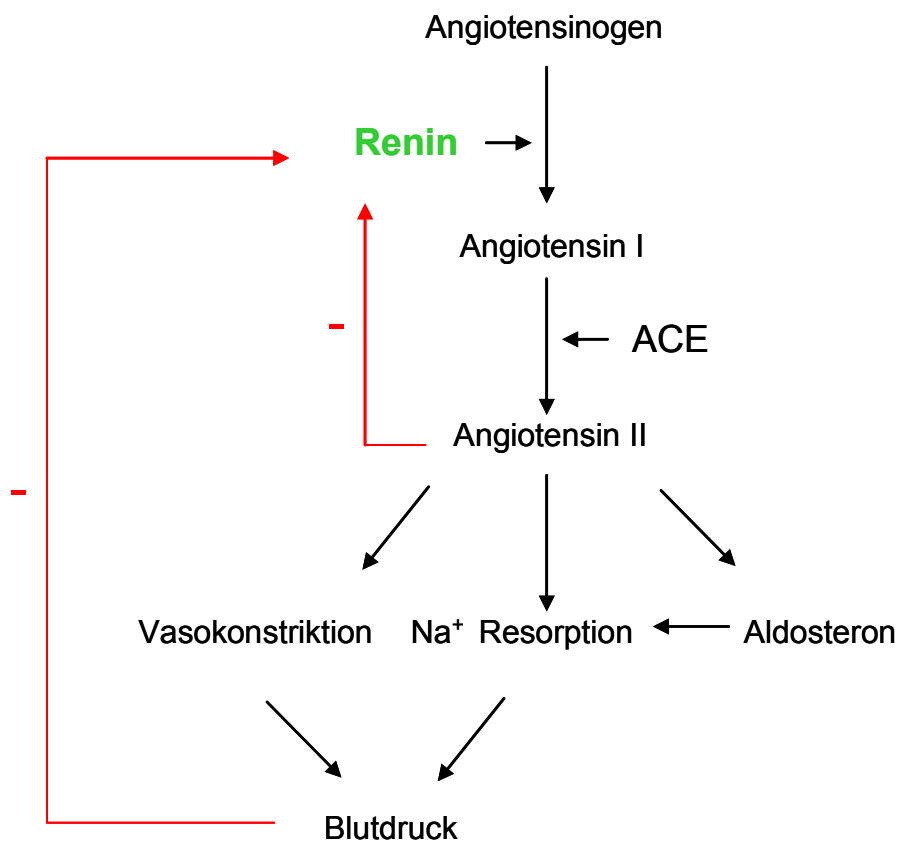 Angiotensinogen
Renin
Angiotensin I
-
ACE
Angiotensin II
-
Vasokonstriktion Na⁺ Resorption Aldosteron
Blutdruck